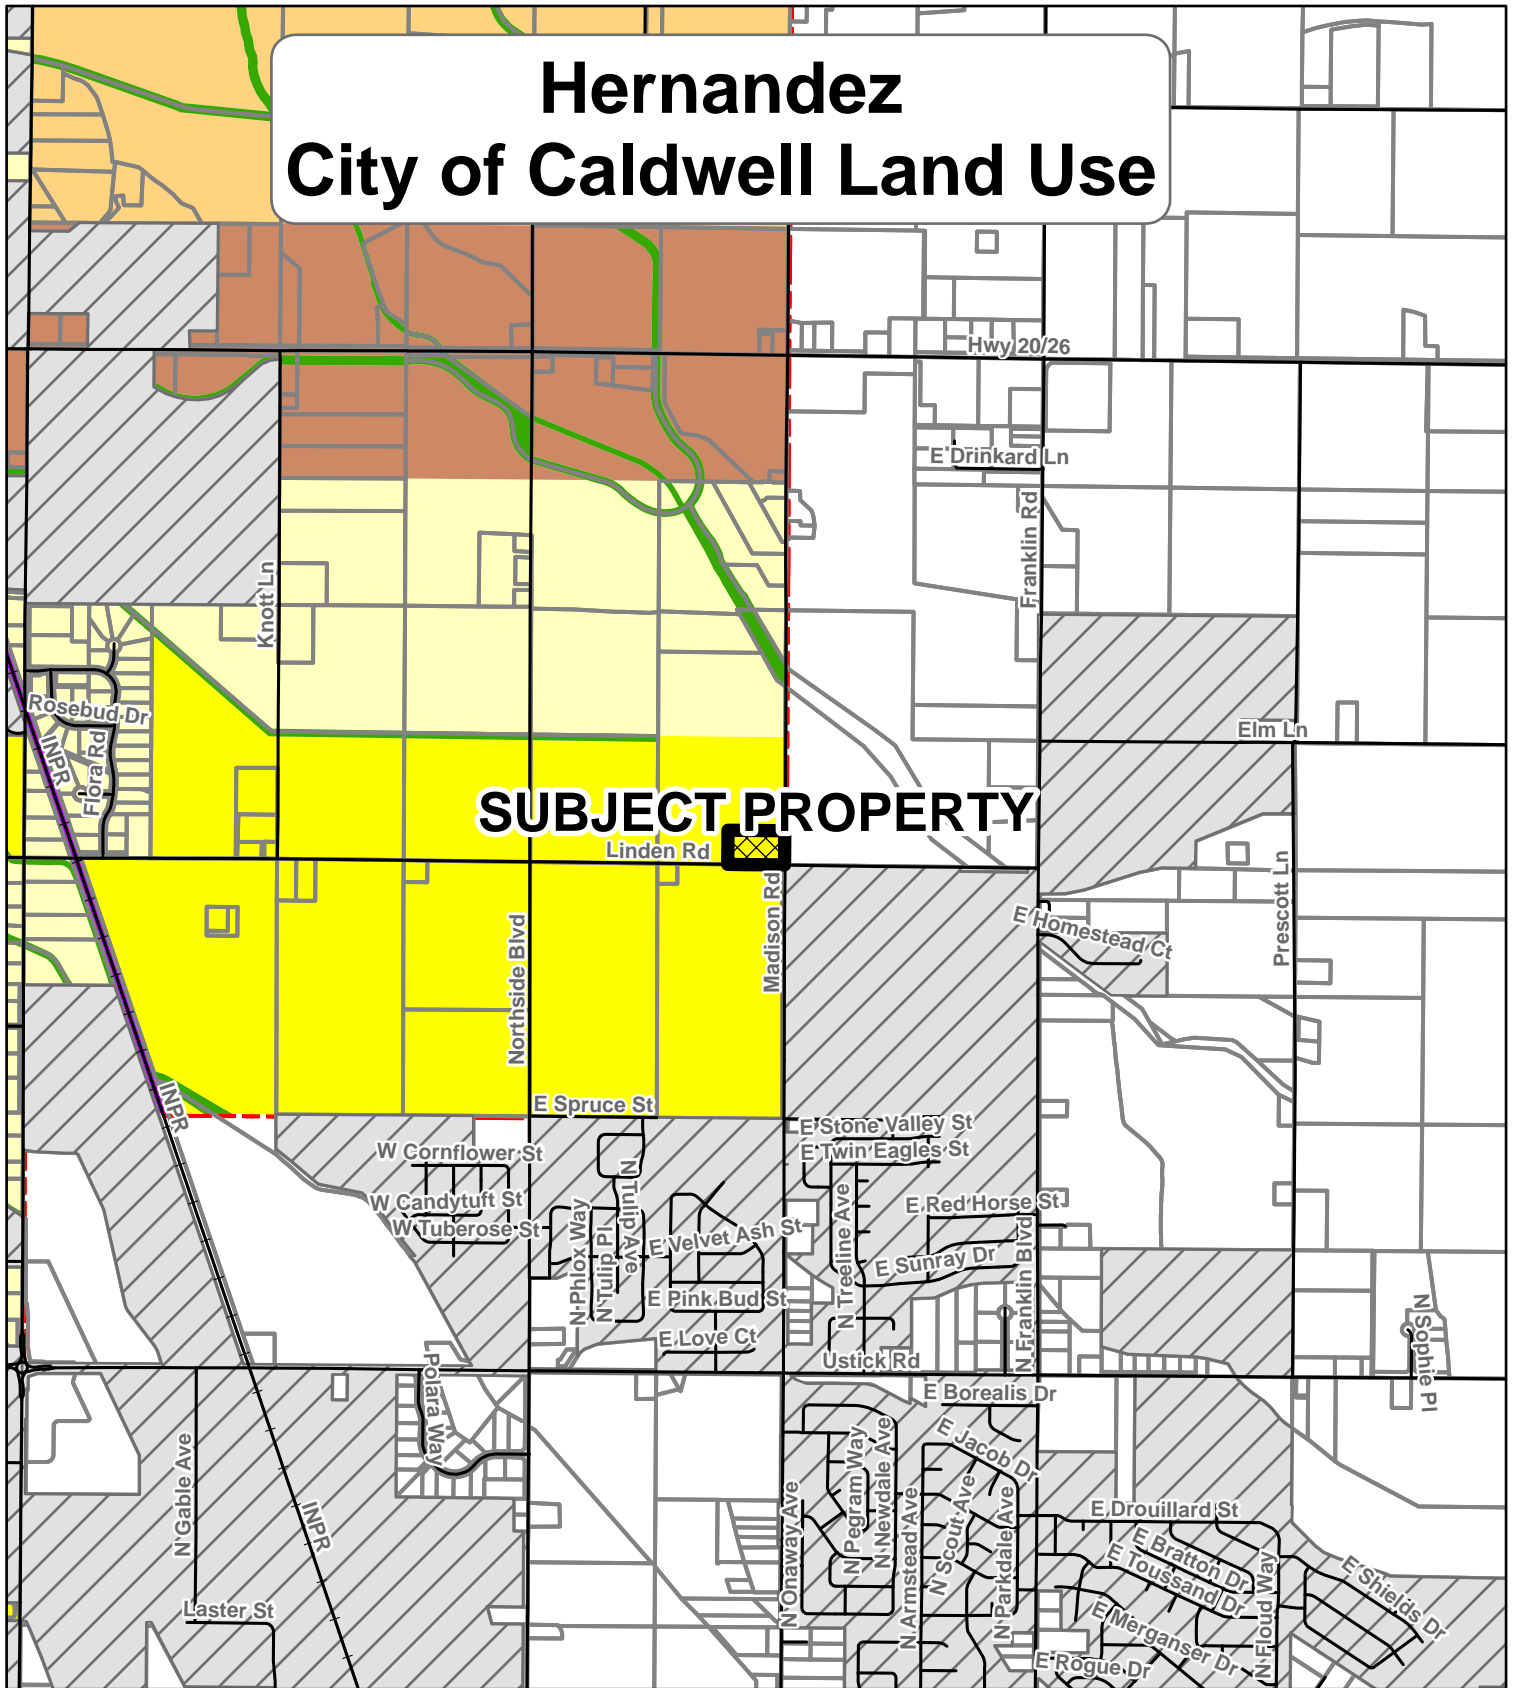 Hernandez
City of Caldwell Land Use
Hwy 20/26
E Drinkard Ln
Franklin Rd
Knott Ln
Rosebud Dr
INPR
Flora Rd
Elm Ln
SUBJECT PROPERTY
Linden Rd
Madison Rd
Prescott Ln
E Homestead Ct
Northside Blvd
INPR
E Spruce St
E Stone Valley St
W Cornflower St
E Twin Eagles St
W Candytuft St
E Red Horse St
W Tuberose St
N Phlox Way
N Tulip Pl
N Tulip Ave
E Velvet Ash St
N Treeline Ave
E Sunray Dr
N Franklin Blvd
E Pink Bud St
E Love Ct
Ustick Rd
N Sophie Pl
Polara Way
E Borealis Dr
N Gable Ave
INPR
E Jacob Dr
N Onaway Ave
N Pegram Way
N Newdale Ave
N Armstead Ave
N Scout Ave
N Parkdale Ave
E Drouillard St
E Bratton Dr
E Toussand Dr
N Floud Way
E Shields Dr
Laster St
E Merganser Dr
E Rogue Dr